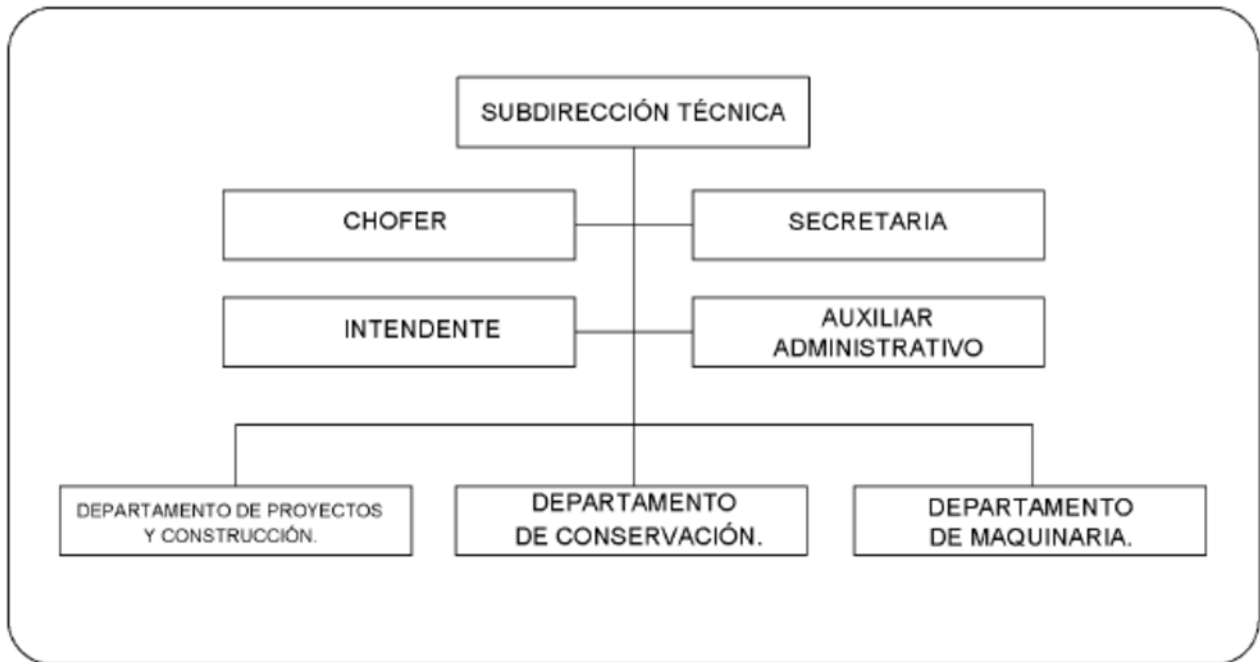 SUBDIRECCIÓN TÉCNICA
CHOFER
SECRETARIA
INTENDENTE
AUXILIAR
ADMINISTRATIVO
DEPARTAMENTO DE PROYECTOS
Y CONSTRUCCIÓN.
DEPARTAMENTO
DE CONSERVACIÓN.
DEPARTAMENTO
DE MAQUINARIA.